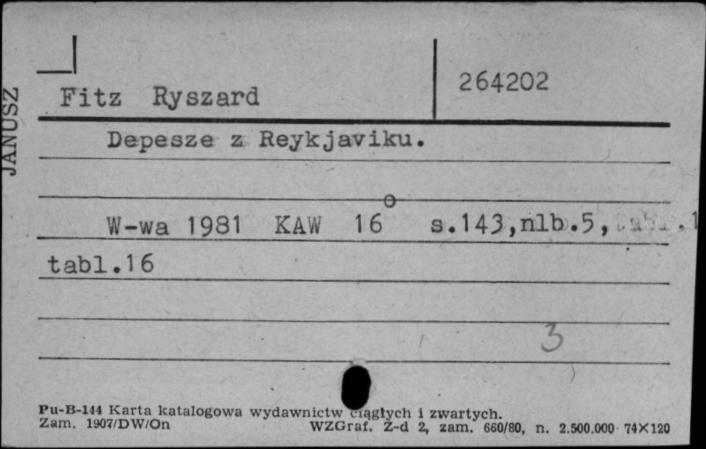 JANUSZ
Fitz Ryszard
264202
Depesze z Reykjaviku.
W-wa 1981 KAW 16° s.143,nlb.5,
tabl.16
3
Pu-B-144 Karta katalogowa wydawnictw ciągłych i zwartych.
Zam. 1907/DW/On WZGraf. Z-d 2, zam. 660/80, n. 2.500.000 74X120